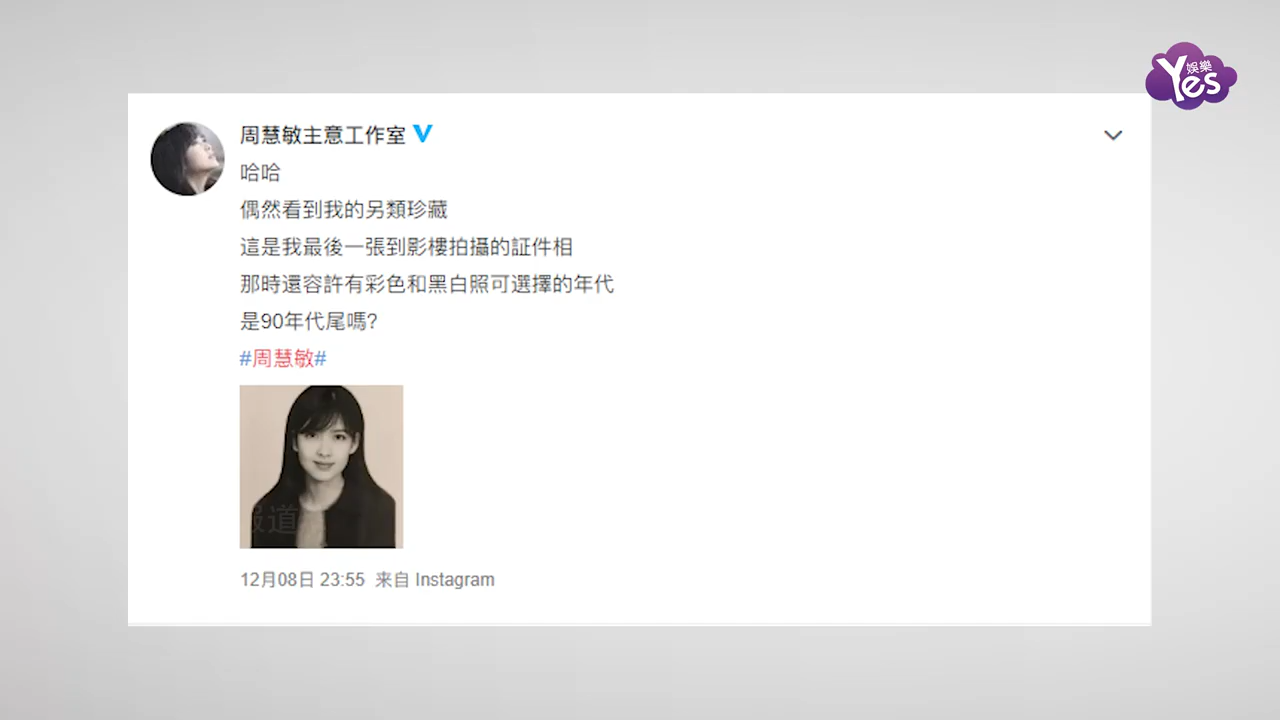 Yes
娛樂
周慧敏主意工作室
哈哈
偶然看到我的另類珍藏
這是我最後一張到影樓拍攝的証件相
那時還容許有彩色和黑白照可選擇的年代
是90年代尾嗎?
#周慧敏#
報道
12月08日 23:55 来自 Instagram